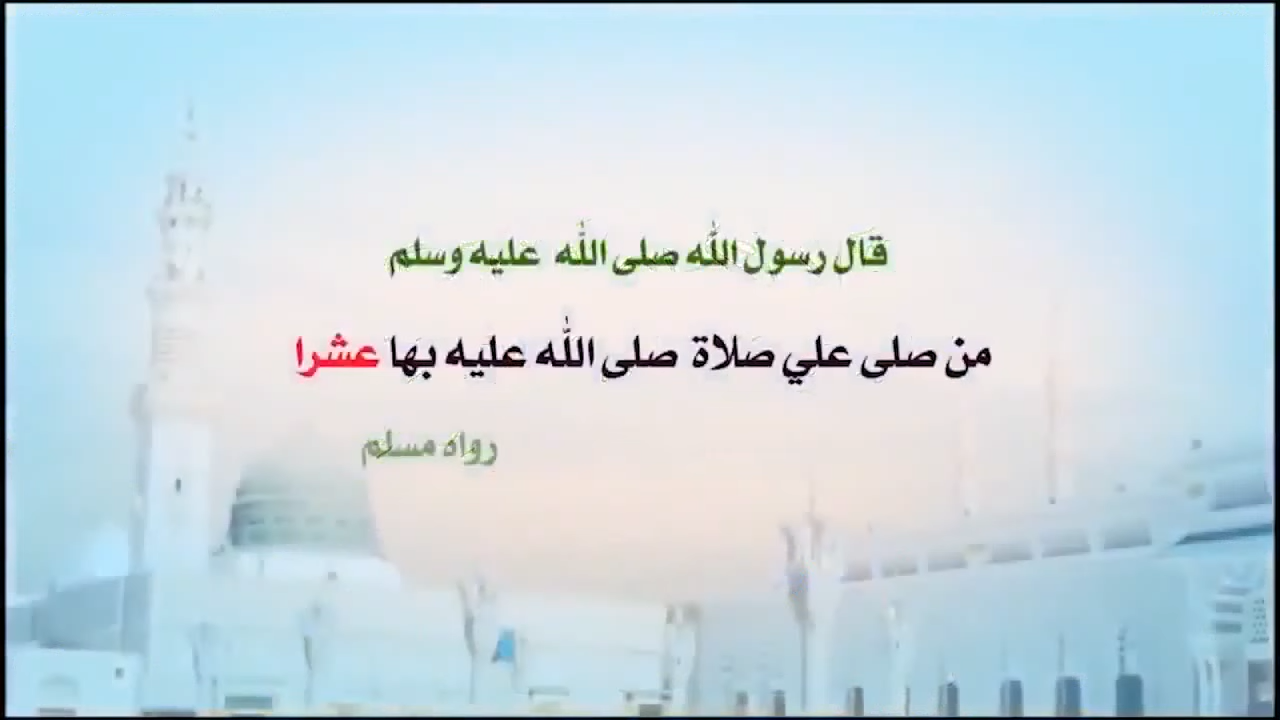 قال رسول الله صلى الله عليه وسلم
من صلى علي صلاة صلى الله عليه بها عشرا
رواه مسلم